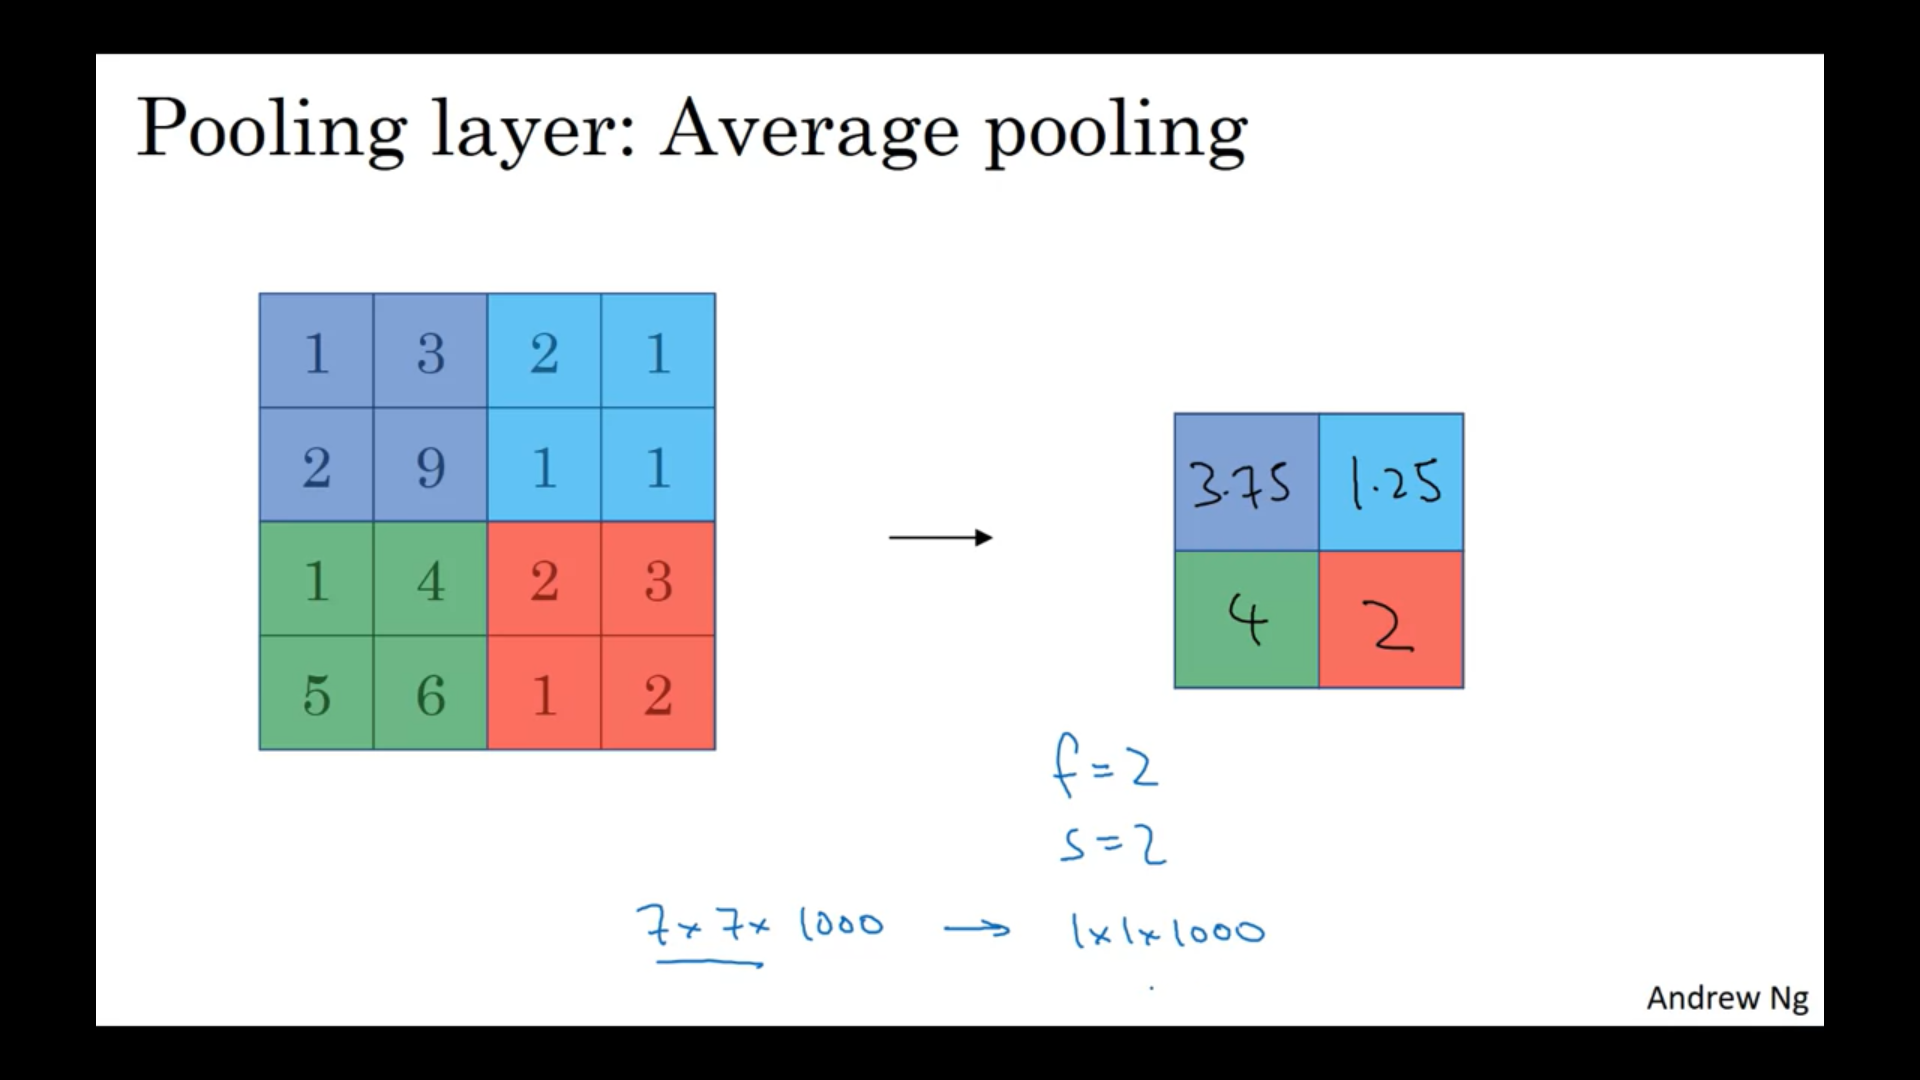 Pooling layer: Average pooling
1 3 2 1
2 9 1 1
1 4 2 3
5 6 1 2
3.75 1.25
4 2
f=2
s=2
7×7×1000 → 1×1×1000
Andrew Ng